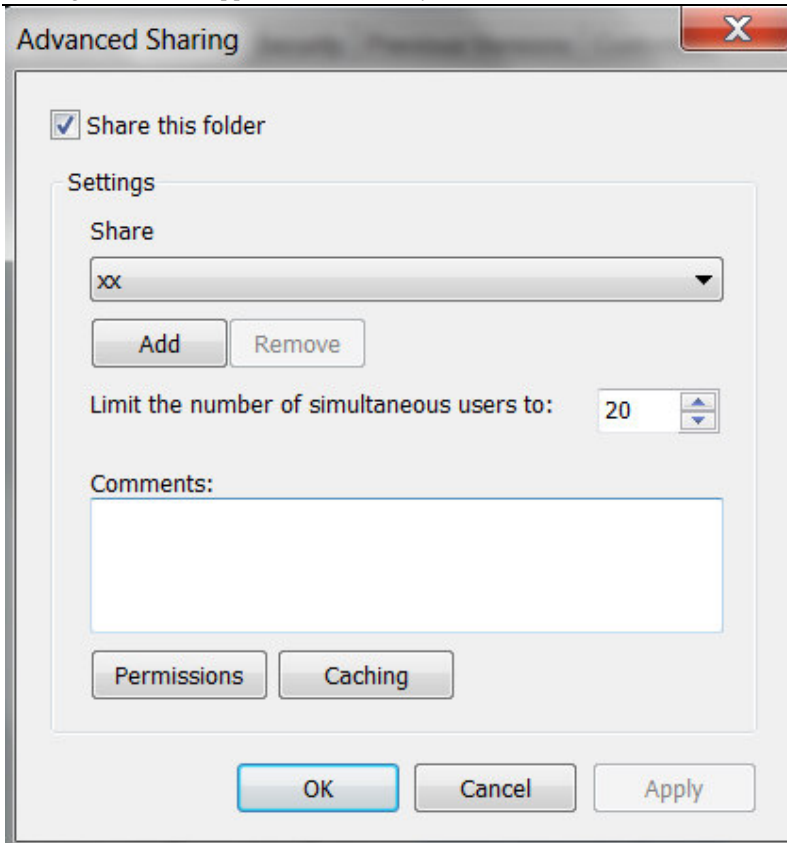 Advanced Sharing
Share this folder
Settings
Share
xx
Add Remove
Limit the number of simultaneous users to: 20
Comments:
Permissions Caching
OK Cancel Apply